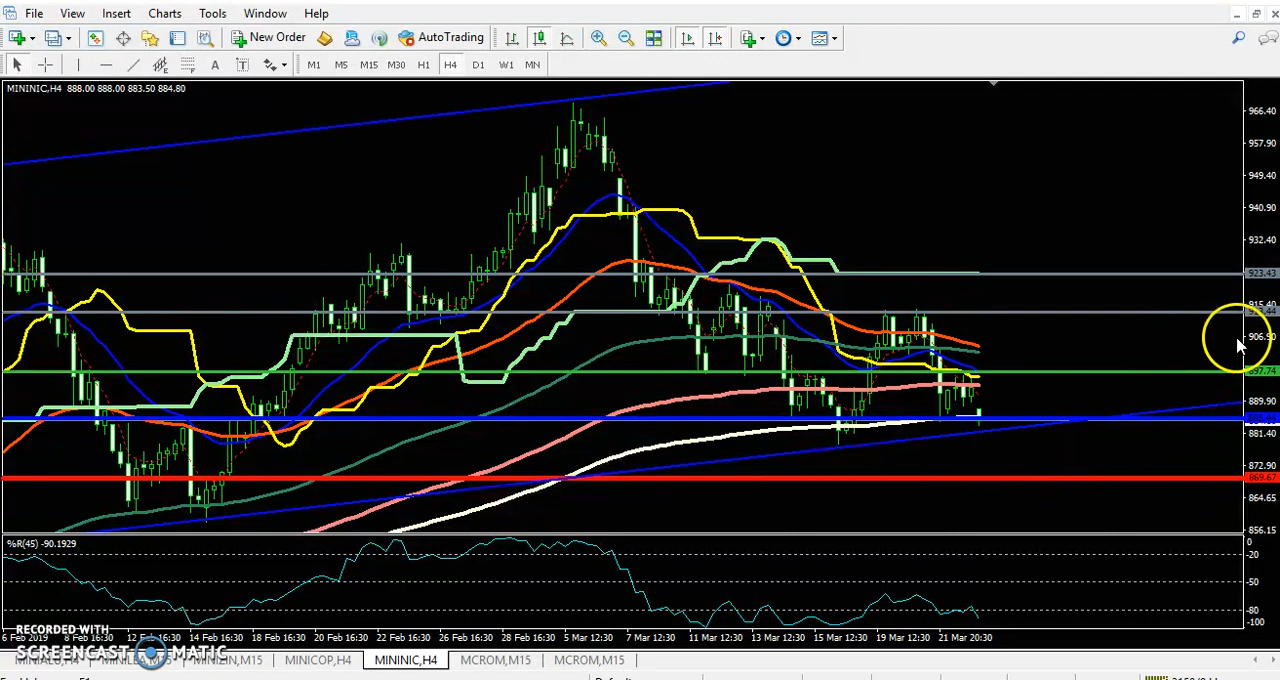 File View Insert Charts Tools Window Help
New Order AutoTrading
A T M1 M5 M15 M30 H1 H4 D1 W1 MN
MININIC,H4 888.00 888.00 883.50 884.80
966.40
957.90
949.40
940.90
932.40
923.43
915.40
906.90
897.74
889.90
881.40
872.90
869.67
864.65
856.15
%R(45) -90.1929
0
-20
-50
-80
-100
6 Feb 2019 8 Feb 16:30 12 Feb 16:30 14 Feb 16:30 18 Feb 16:30 20 Feb 16:30 22 Feb 16:30 26 Feb 16:30 28 Feb 16:30 5 Mar 12:30 7 Mar 12:30 11 Mar 12:30 13 Mar 12:30 15 Mar 12:30 19 Mar 12:30 21 Mar 20:30
RECORDED WITH
SCREENCAST MATIC
MINIZIN,M15 MINICOP,H4 MININIC,H4 MCROM,M15 MCROM,M15